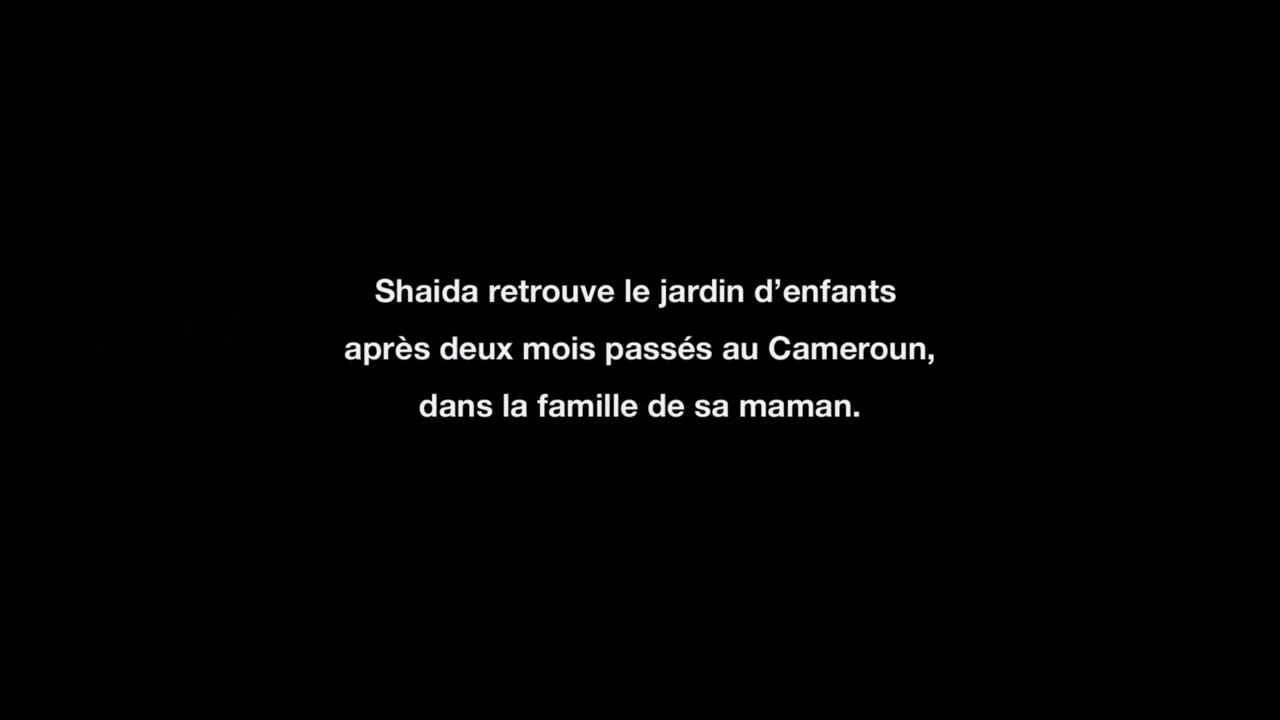 Shaida retrouve le jardin d’enfants
après deux mois passés au Cameroun,
dans la famille de sa maman.